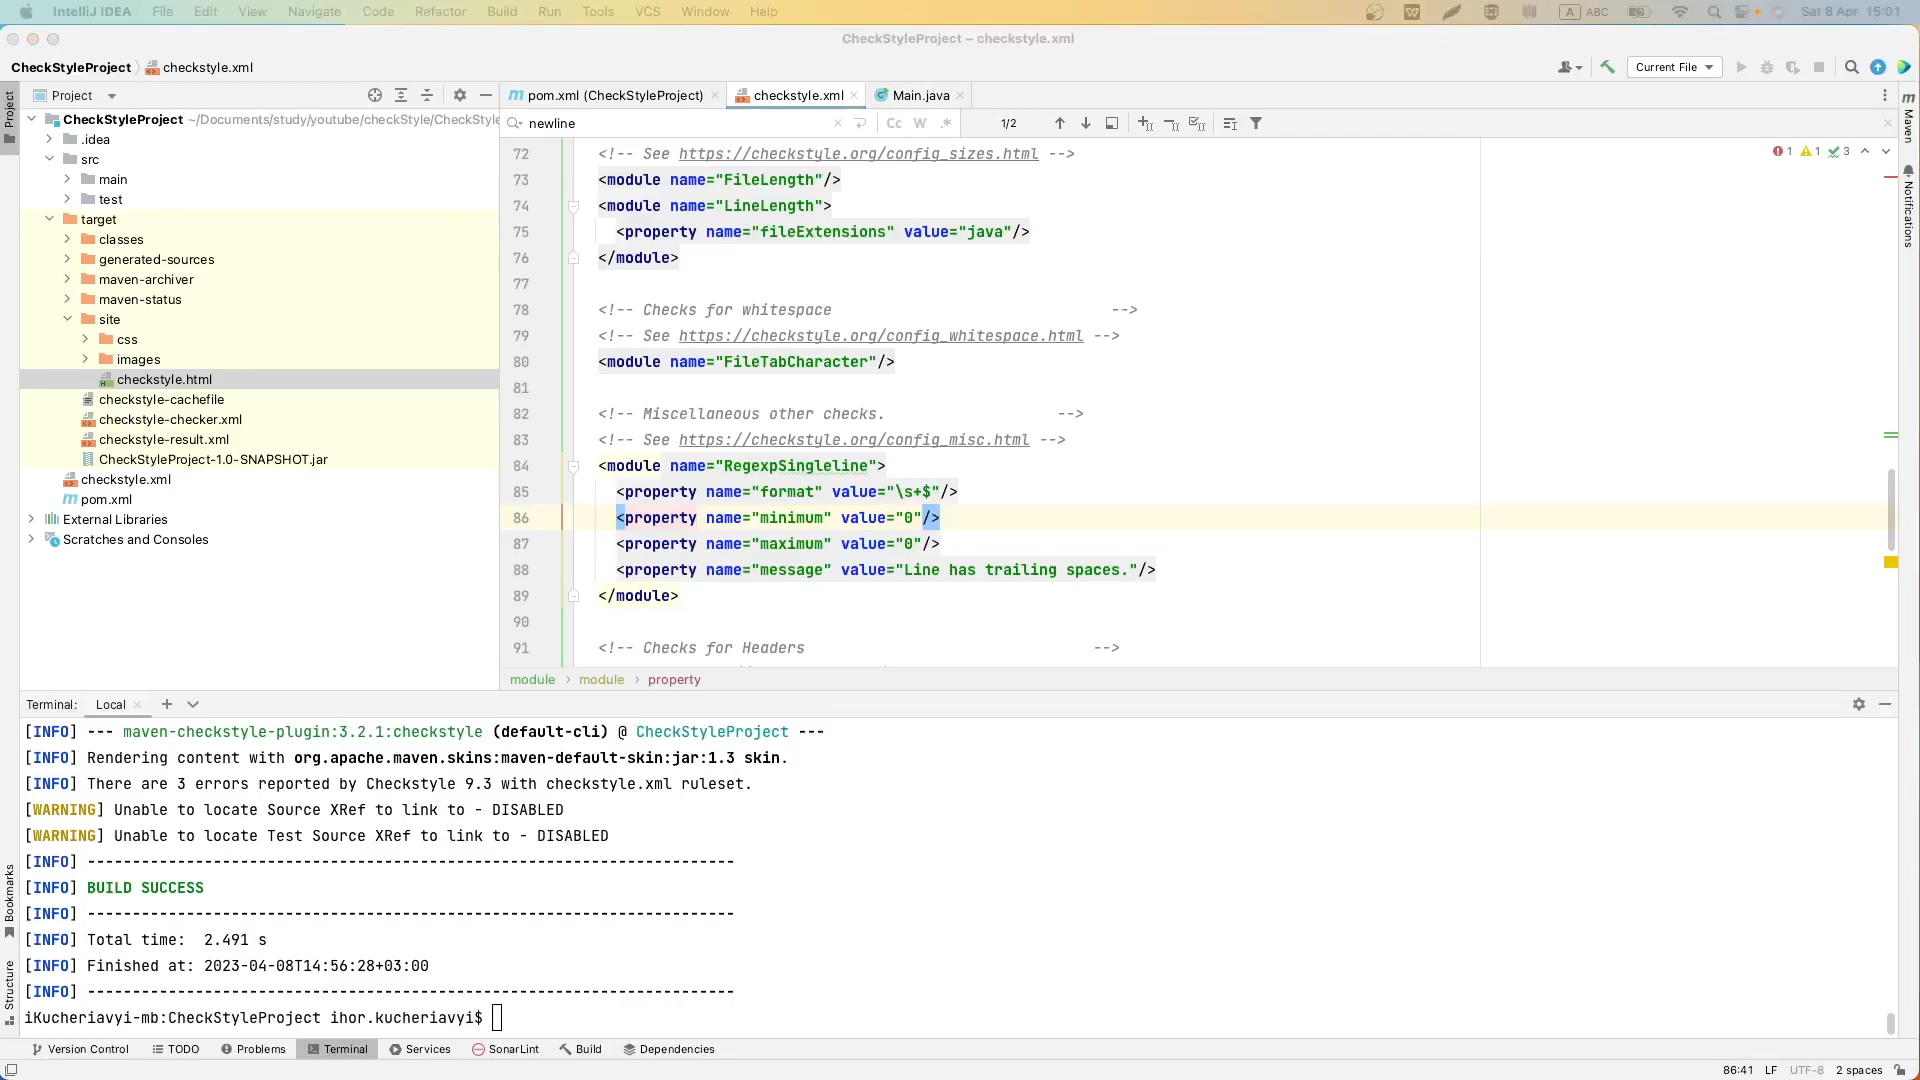 IntelliJ IDEA File Edit View Navigate Code Refactor Build Run Tools VCS Window Help A ABC Sat 8 Apr 15:01
CheckStyleProject – checkstyle.xml
CheckStyleProject checkstyle.xml Current File
Project
pom.xml (CheckStyleProject) checkstyle.xml Main.java
CheckStyleProject ~/Documents/study/youtube/checkStyle/CheckStyle
.idea
src
main
test
target
classes
generated-sources
maven-archiver
maven-status
site
css
images
checkstyle.html
checkstyle-cachefile
checkstyle-checker.xml
checkstyle-result.xml
CheckStyleProject-1.0-SNAPSHOT.jar
checkstyle.xml
pom.xml
External Libraries
Scratches and Consoles
newline Cc W .* 1/2
1 1 3
72 <!-- See https://checkstyle.org/config_sizes.html -->
73 <module name="FileLength"/>
74 <module name="LineLength">
75 <property name="fileExtensions" value="java"/>
76 </module>
77
78 <!-- Checks for whitespace -->
79 <!-- See https://checkstyle.org/config_whitespace.html -->
80 <module name="FileTabCharacter"/>
81
82 <!-- Miscellaneous other checks. -->
83 <!-- See https://checkstyle.org/config_misc.html -->
84 <module name="RegexpSingleline">
85 <property name="format" value="\s+$"/>
86 <property name="minimum" value="0"/>
87 <property name="maximum" value="0"/>
88 <property name="message" value="Line has trailing spaces."/>
89 </module>
90
91 <!-- Checks for Headers -->
module › module › property
Project
Bookmarks
Structure
Maven
Notifications
Terminal: Local
[INFO] --- maven-checkstyle-plugin:3.2.1:checkstyle (default-cli) @ CheckStyleProject ---
[INFO] Rendering content with org.apache.maven.skins:maven-default-skin:jar:1.3 skin.
[INFO] There are 3 errors reported by Checkstyle 9.3 with checkstyle.xml ruleset.
[WARNING] Unable to locate Source XRef to link to - DISABLED
[WARNING] Unable to locate Test Source XRef to link to - DISABLED
[INFO] ------------------------------------------------------------------------
[INFO] BUILD SUCCESS
[INFO] ------------------------------------------------------------------------
[INFO] Total time:  2.491 s
[INFO] Finished at: 2023-04-08T14:56:28+03:00
[INFO] ------------------------------------------------------------------------
iKucheriavyi-mb:CheckStyleProject ihor.kucheriavyi$
Version Control TODO Problems Terminal Services SonarLint Build Dependencies
86:41 LF UTF-8 2 spaces